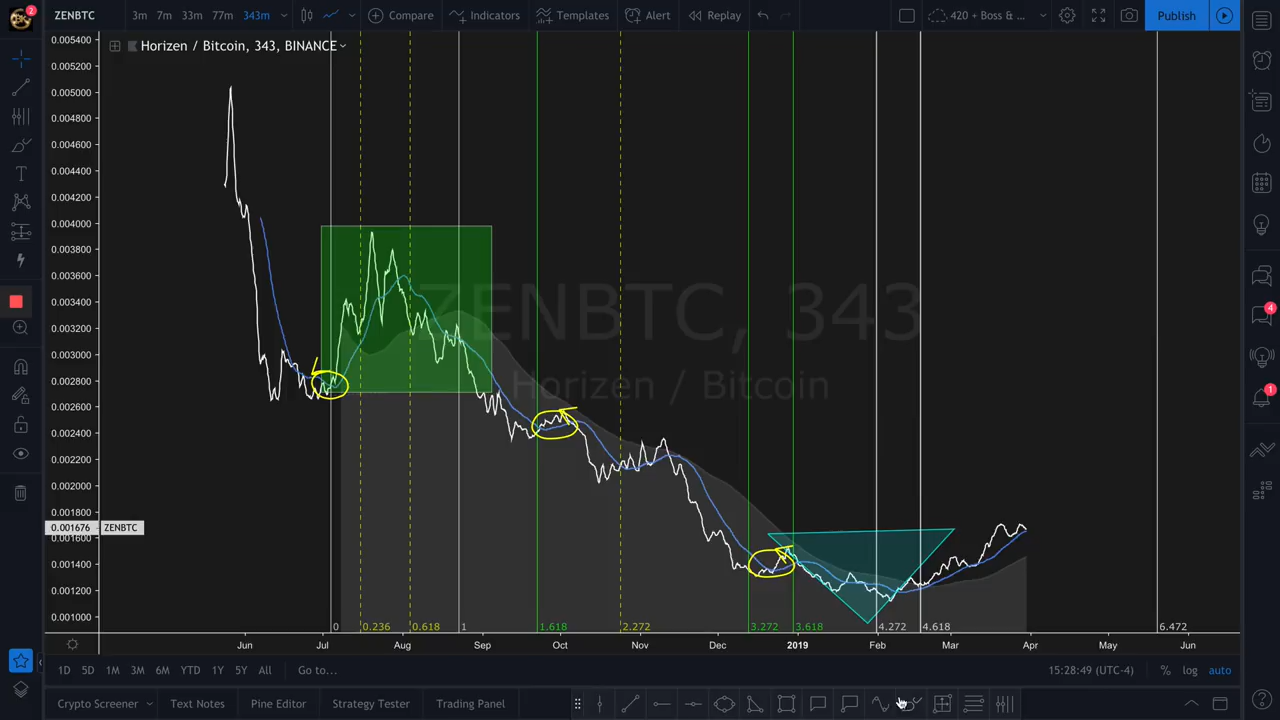 2 ZENBTC 3m 7m 33m 77m 343m Compare Indicators Templates Alert Replay 420 + Boss & ... Publish
Horizen / Bitcoin, 343, BINANCE
0.005400
0.005200
0.005000
0.004800
0.004600
0.004400
0.004200
0.004000
0.003800
0.003600
0.003400
0.003200
0.003000
0.002800
0.002600
0.002400
0.002200
0.002000
0.001800
0.001676 ZENBTC
0.001600
0.001400
0.001200
0.001000
ZENBTC, 343
Horizen / Bitcoin
4
1
0 0.236 0.618 1 1.618 2.272 3.272 3.618 4.272 4.618 6.472
Jun Jul Aug Sep Oct Nov Dec 2019 Feb Mar Apr May Jun
1D 5D 1M 3M 6M YTD 1Y 5Y All Go to... 15:28:49 (UTC-4) % log auto
Crypto Screener Text Notes Pine Editor Strategy Tester Trading Panel